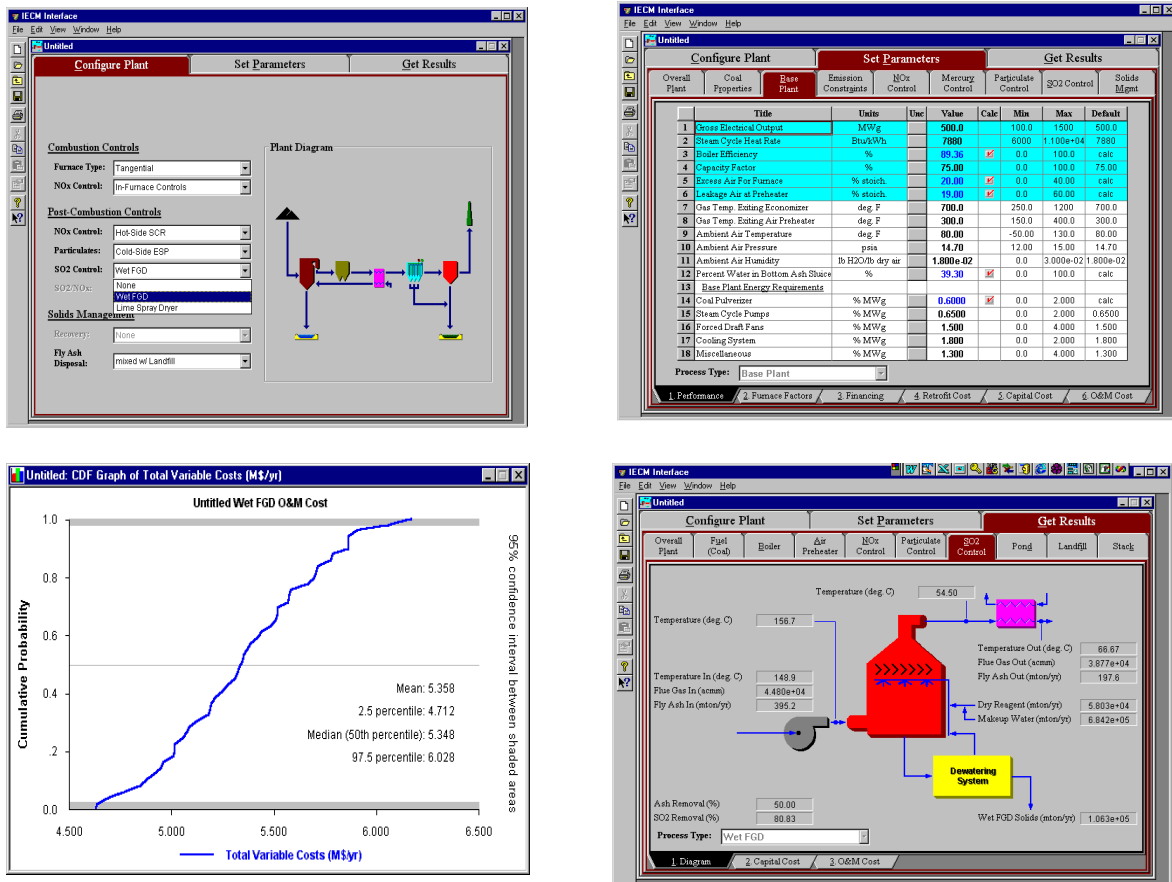 IECM Interface
File Edit View Window Help
Untitled
Configure Plant Set Parameters Get Results
Combustion Controls
Furnace Type: Tangential
NOx Control: In-Furnace Controls
Post-Combustion Controls
NOx Control: Hot-Side SCR
Particulates: Cold-Side ESP
SO2 Control: Wet FGD
SO2/NOx:
None
Wet FGD
Lime Spray Dryer
Solids Management
Recovery: None
Fly Ash
Disposal: mixed w/ Landfill
Plant Diagram
IECM Interface
File Edit View Window Help
Untitled
Configure Plant Set Parameters Get Results
Overall Plant Coal Properties Base Plant Emission Constraints NOx Control Mercury Control Particulate Control SO2 Control Solids Mgmt
Title Units Unc Value Calc Min Max Default
1 Gross Electrical Output MWg 500.0 100.0 1500 500.0
2 Steam Cycle Heat Rate Btu/kWh 7880 6000 1.100e+04 7880
3 Boiler Efficiency % 89.36 0.0 100.0 calc
4 Capacity Factor % 75.00 0.0 100.0 75.00
5 Excess Air For Furnace % stoich. 20.00 0.0 40.00 calc
6 Leakage Air at Preheater % stoich. 19.00 0.0 60.00 calc
7 Gas Temp. Exiting Economizer deg. F 700.0 250.0 1200 700.0
8 Gas Temp. Exiting Air Preheater deg. F 300.0 150.0 400.0 300.0
9 Ambient Air Temperature deg. F 80.00 -50.00 130.0 80.00
10 Ambient Air Pressure psia 14.70 12.00 15.00 14.70
11 Ambient Air Humidity lb H2O/lb dry air 1.800e-02 0.0 3.000e-02 1.800e-02
12 Percent Water in Bottom Ash Sluice % 39.30 0.0 100.0 calc
13 Base Plant Energy Requirements
14 Coal Pulverizer % MWg 0.6000 0.0 2.000 calc
15 Steam Cycle Pumps % MWg 0.6500 0.0 2.000 0.6500
16 Forced Draft Fans % MWg 1.500 0.0 4.000 1.500
17 Cooling System % MWg 1.800 0.0 2.000 1.800
18 Miscellaneous % MWg 1.300 0.0 4.000 1.300
Process Type: Base Plant
1. Performance 2. Furnace Factors 3. Financing 4. Retrofit Cost 5. Capital Cost 6. O&M Cost
Untitled: CDF Graph of Total Variable Costs (M$/yr)
Untitled Wet FGD O&M Cost
Cumulative Probability
1.0
0.8
0.6
0.4
.2
0.0
4.500 5.000 5.500 6.000 6.500
Mean: 5.358
2.5 percentile: 4.712
Median (50th percentile): 5.348
97.5 percentile: 6.028
95% confidence interval between shaded areas
Total Variable Costs (M$/yr)
IECM Interface
File Edit View Window Help
Untitled
Configure Plant Set Parameters Get Results
Overall Plant Fuel (Coal) Boiler Air Preheater NOx Control Particulate Control SO2 Control Pond Landfill Stack
Temperature (deg. C) 54.50
Temperature (deg. C) 156.7
Temperature In (deg. C) 148.9
Flue Gas In (acmm) 4.480e+04
Fly Ash In (mton/yr) 395.2
Temperature Out (deg. C) 66.67
Flue Gas Out (acmm) 3.877e+04
Fly Ash Out (mton/yr) 197.6
Dry Reagent (mton/yr) 5.803e+04
Makeup Water (mton/yr) 6.842e+05
Dewatering
System
Ash Removal (%) 50.00
SO2 Removal (%) 80.83
Wet FGD Solids (mton/yr) 1.063e+05
Process Type: Wet FGD
1. Diagram 2. Capital Cost 3. O&M Cost